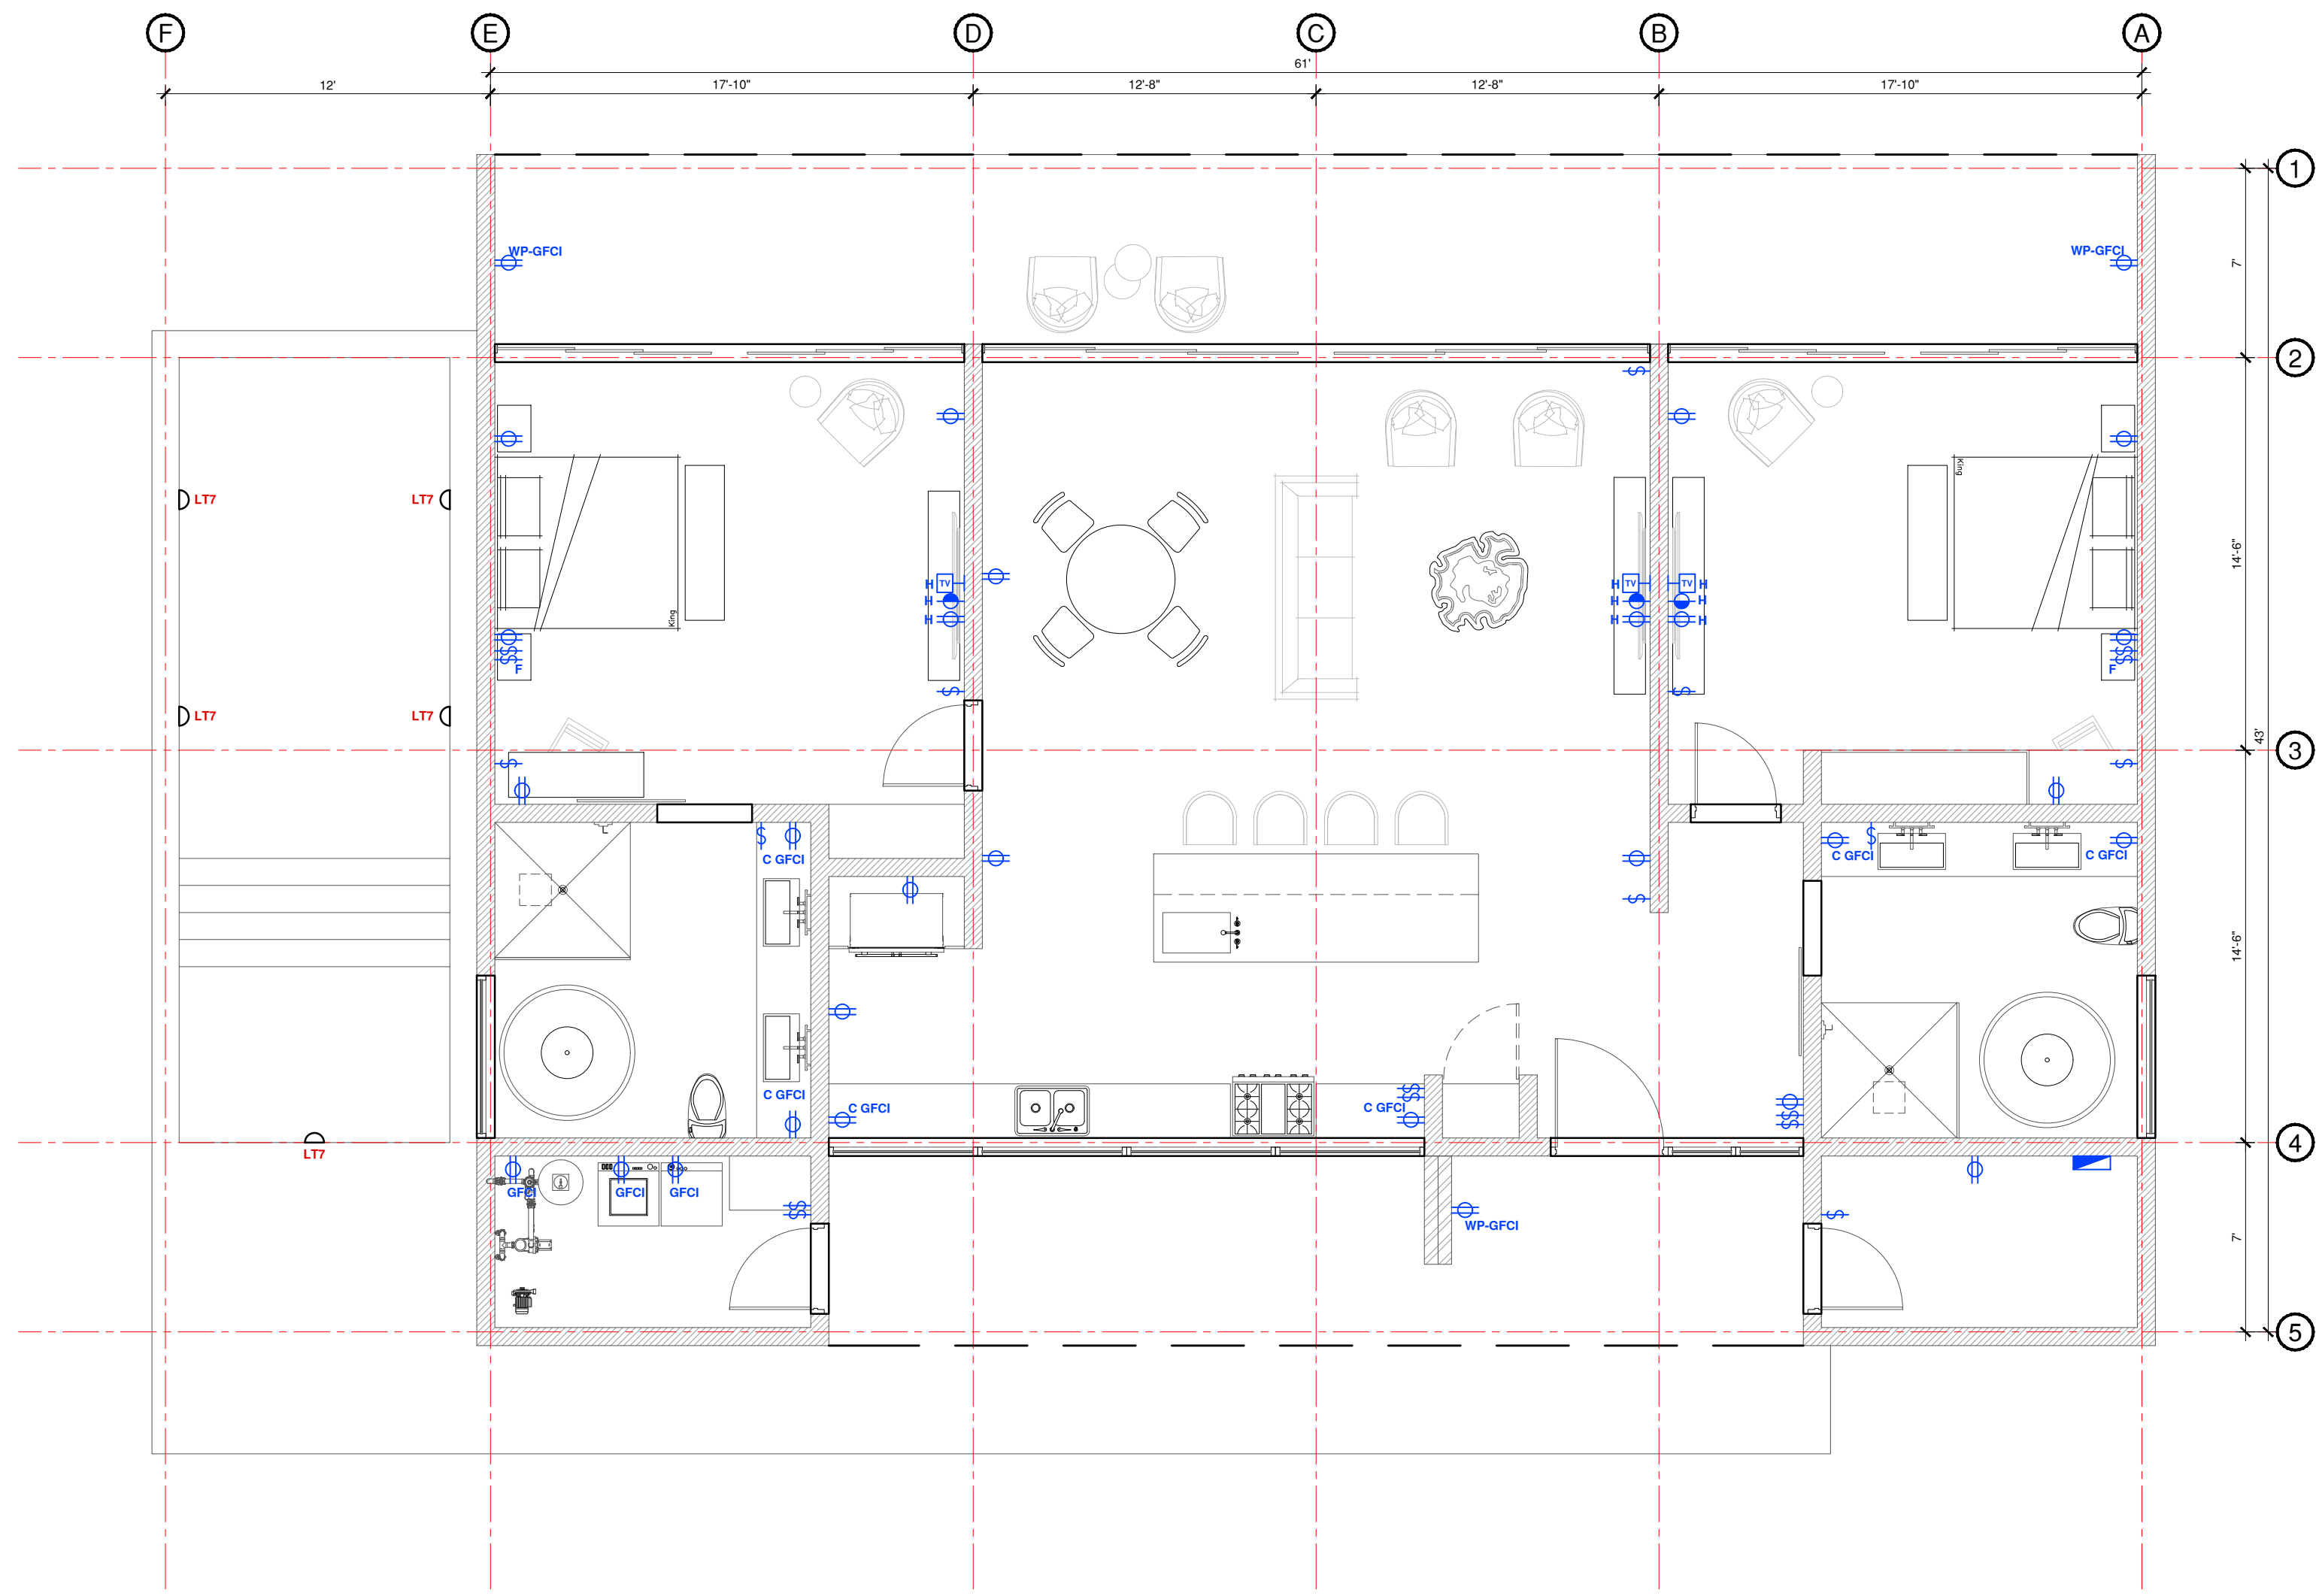 F E D C B A
61'
12' 17'-10" 12'-8" 12'-8" 17'-10"
1
WP-GFCI WP-GFCI
7'
2
S
King
LT7 LT7
14'-6"
H TV H TV TV H
H H H
H H H
King
S S S S
F F
S S
LT7 LT7
43'
3
S S
S S
C GFCI C GFCI C GFCI
S
14'-6"
C GFCI
S S
C GFCI C GFCI
S S
4
LT7
GFCI GFCI GFCI
S S S
WP-GFCI
7'
5